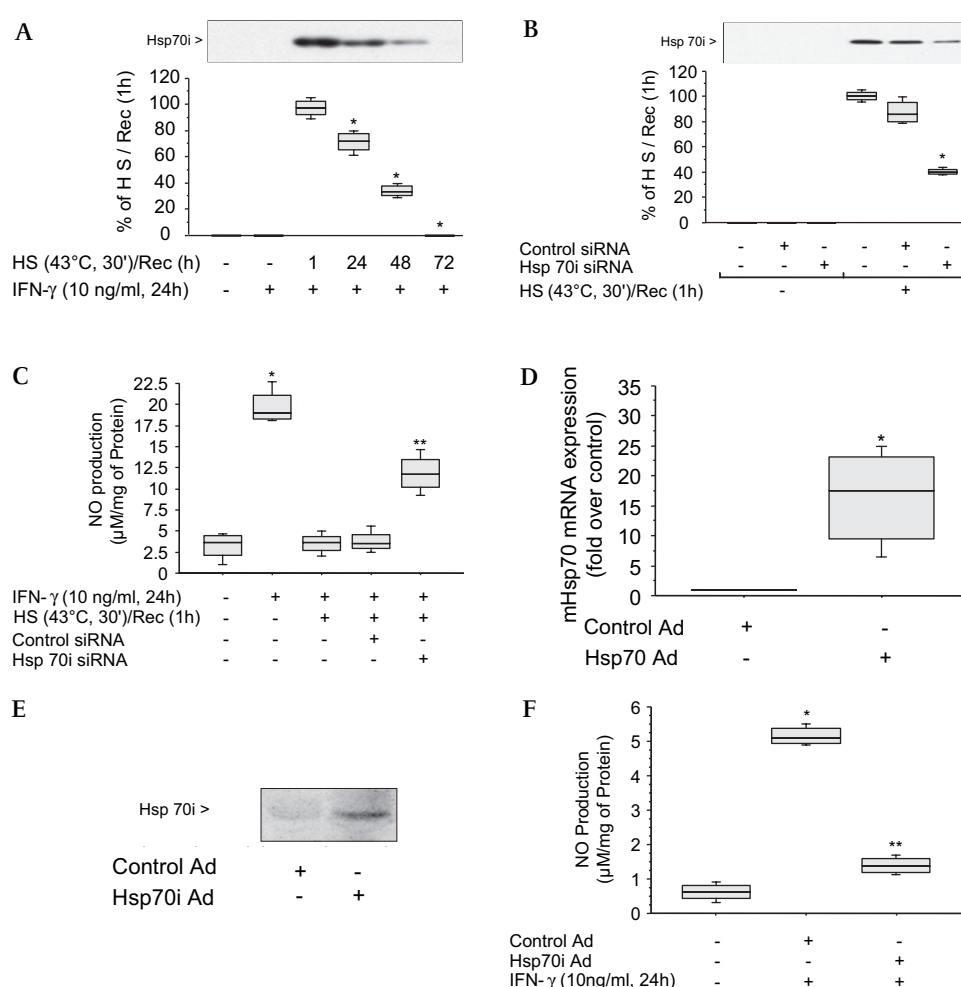 A
Hsp70i >
% of H S / Rec (1h)
120
100
80
60
40
20
0
*
*
*
HS (43°C, 30')/Rec (h) - - 1 24 48 72
IFN-γ (10 ng/ml, 24h) - + + + + +
B
Hsp 70i >
% of H S / Rec (1h)
120
100
80
60
40
20
0
*
Control siRNA - + - - + -
Hsp 70i siRNA - - + - - +
HS (43°C, 30')/Rec (1h) - +
C
NO production
(µM/mg of Protein)
22.5
20
17.5
15
12.5
10
7.5
5
2.5
0
*
**
IFN- γ (10 ng/ml, 24h) - + + + +
HS (43°C, 30')/Rec (1h) - - + + +
Control siRNA - - - + -
Hsp 70i siRNA - - - - +
D
mHsp70 mRNA expression
(fold over control)
35
30
25
20
15
10
5
0
*
Control Ad + -
Hsp70 Ad - +
E
Hsp 70i >
Control Ad + -
Hsp70i Ad - +
F
NO Production
(µM/mg of Protein)
6
5
4
3
2
1
0
*
**
Control Ad - + -
Hsp70i Ad - - +
IFN- γ (10ng/ml, 24h) - + +